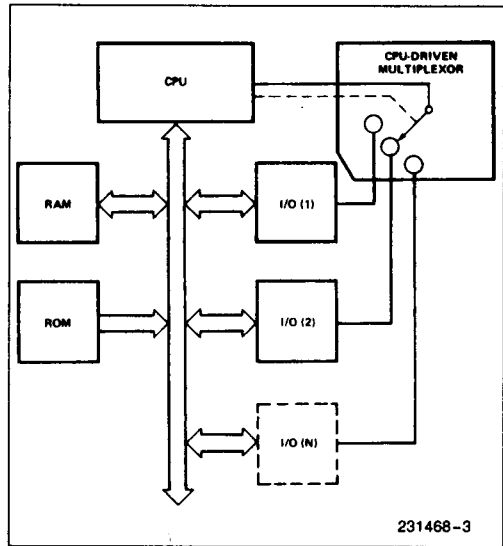 CPU
CPU-DRIVEN
MULTIPLEXOR
RAM
I/O (1)
ROM
I/O (2)
I/O (N)
231468-3